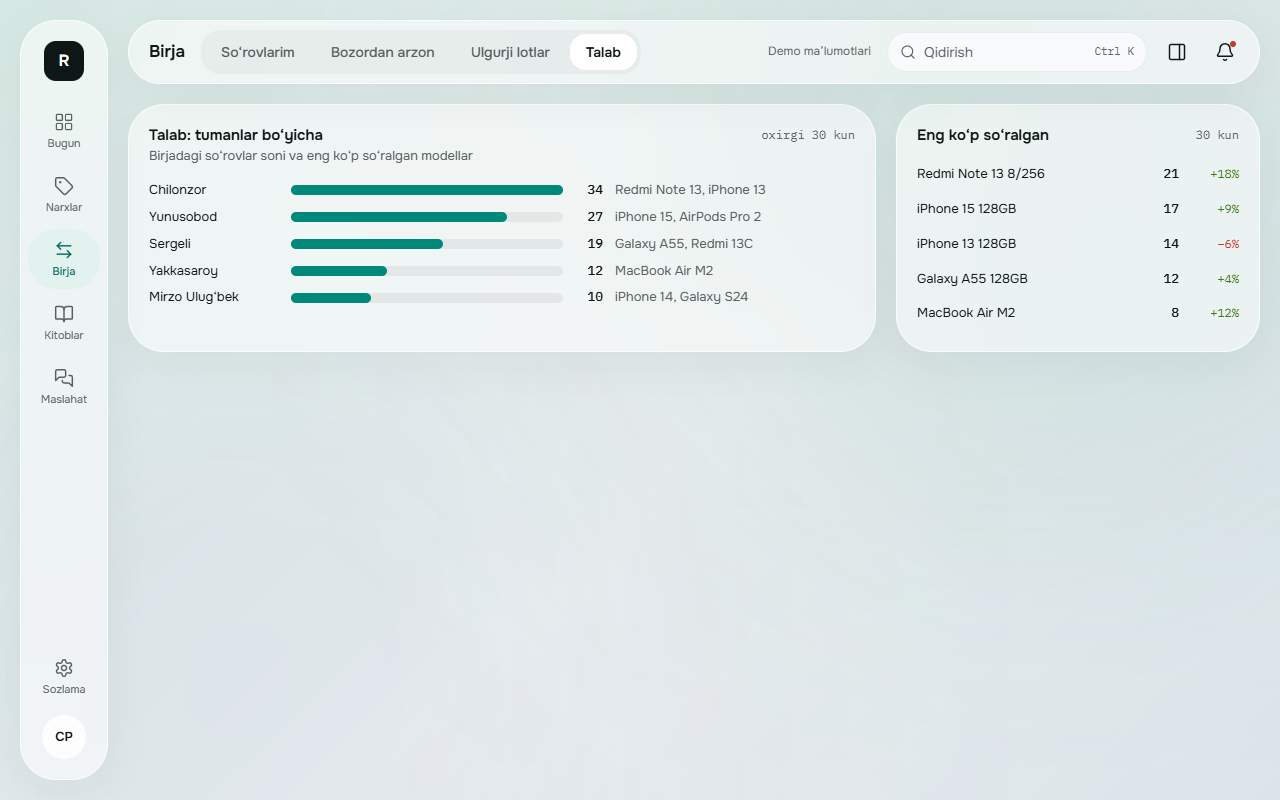 R
Bugun
Narxlar
Birja
Kitoblar
Maslahat
Sozlama
CP
Birja
So‘rovlarim
Bozordan arzon
Ulgurji lotlar
Talab
Demo ma’lumotlari
Qidirish
Ctrl K
Talab: tumanlar bo‘yicha
oxirgi 30 kun
Birjadagi so‘rovlar soni va eng ko‘p so‘ralgan modellar
Chilonzor 34 Redmi Note 13, iPhone 13
Yunusobod 27 iPhone 15, AirPods Pro 2
Sergeli 19 Galaxy A55, Redmi 13C
Yakkasaroy 12 MacBook Air M2
Mirzo Ulug‘bek 10 iPhone 14, Galaxy S24
Eng ko‘p so‘ralgan
30 kun
Redmi Note 13 8/256 21 +18%
iPhone 15 128GB 17 +9%
iPhone 13 128GB 14 −6%
Galaxy A55 128GB 12 +4%
MacBook Air M2 8 +12%